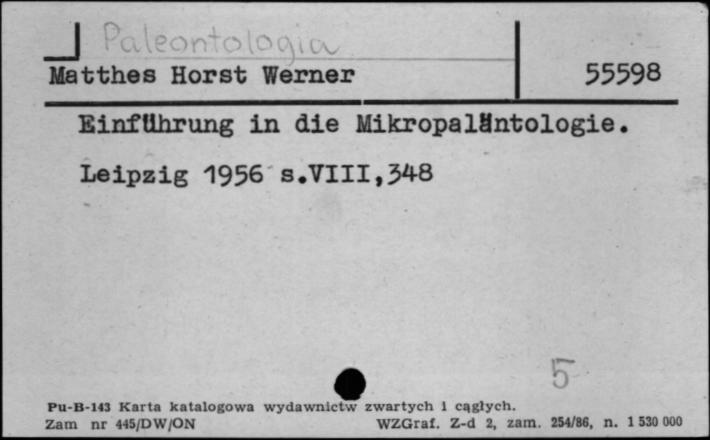 Paleontologia
Matthes Horst Werner 55598
Einführung in die Mikropaläntologie.
Leipzig 1956 s.VIII,348
5
Pu-B-143 Karta katalogowa wydawnictw zwartych i cągłych.
Zam nr 445/DW/ON WZGraf. Z-d 2, zam. 254/86, n. 1 530 000